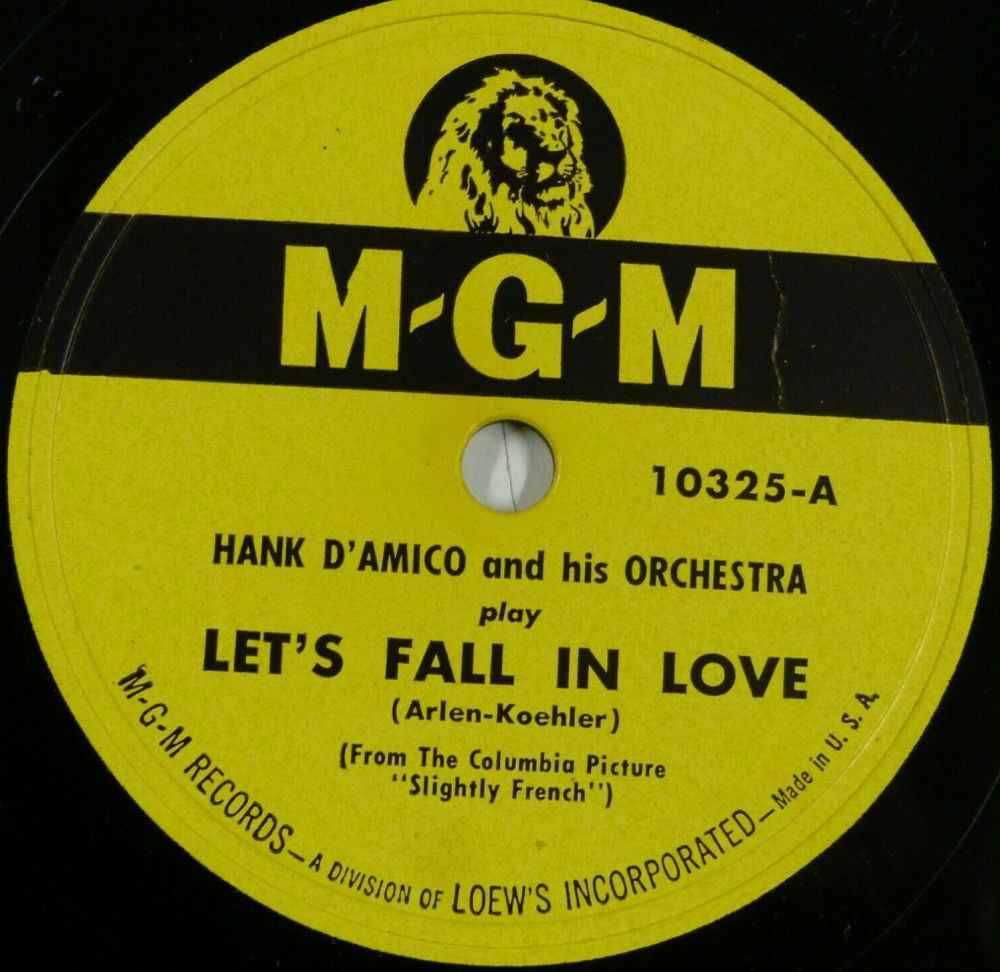 M-G-M
10325-A
HANK D'AMICO and his ORCHESTRA
play
LET'S FALL IN LOVE
(Arlen-Koehler)
(From The Columbia Picture
"Slightly French")
M-G-M RECORDS—A DIVISION OF LOEW'S INCORPORATED—Made in U. S. A.